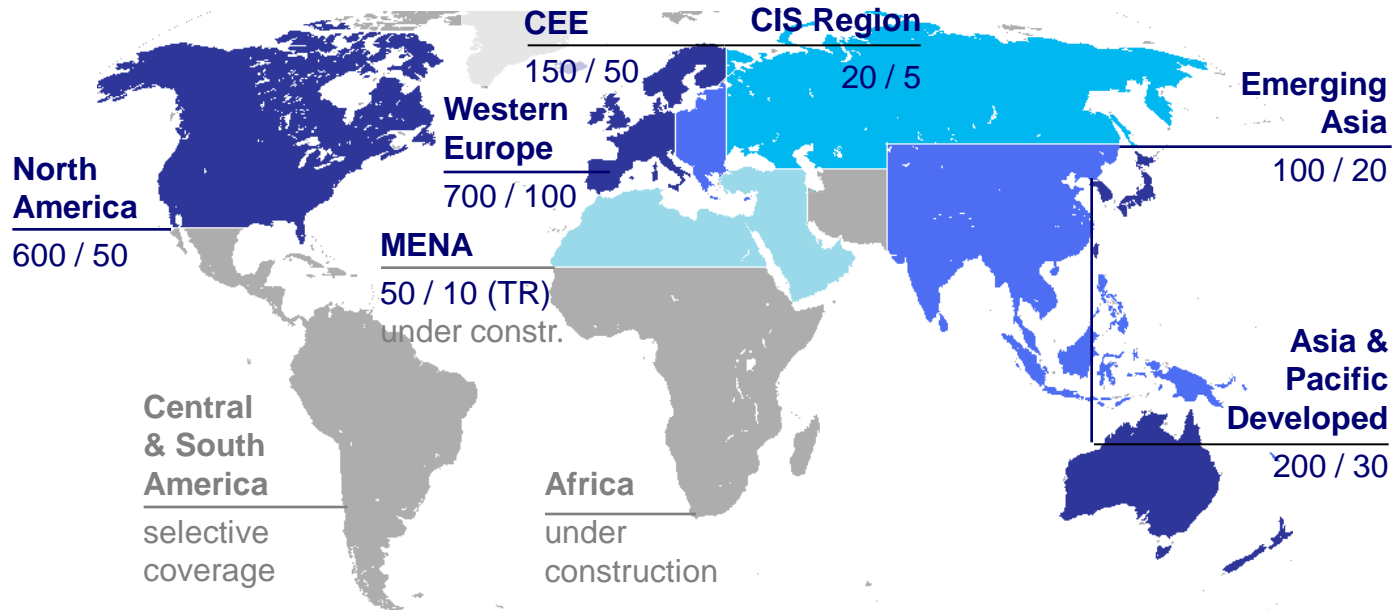 CEE
150 / 50
CIS Region
20 / 5
Western
Europe
700 / 100
Emerging
Asia
100 / 20
North
America
600 / 50
MENA
50 / 10 (TR)
under constr.
Asia &
Pacific
Developed
200 / 30
Central
& South
America
selective
coverage
Africa
under
construction